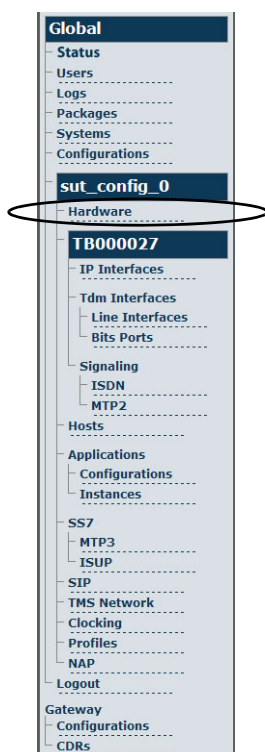 Global
Status
Users
Logs
Packages
Systems
Configurations
sut_config_0
Hardware
TB000027
IP Interfaces
Tdm Interfaces
Line Interfaces
Bits Ports
Signaling
ISDN
MTP2
Hosts
Applications
Configurations
Instances
SS7
MTP3
ISUP
SIP
TMS Network
Clocking
Profiles
NAP
Logout
Gateway
Configurations
CDRs